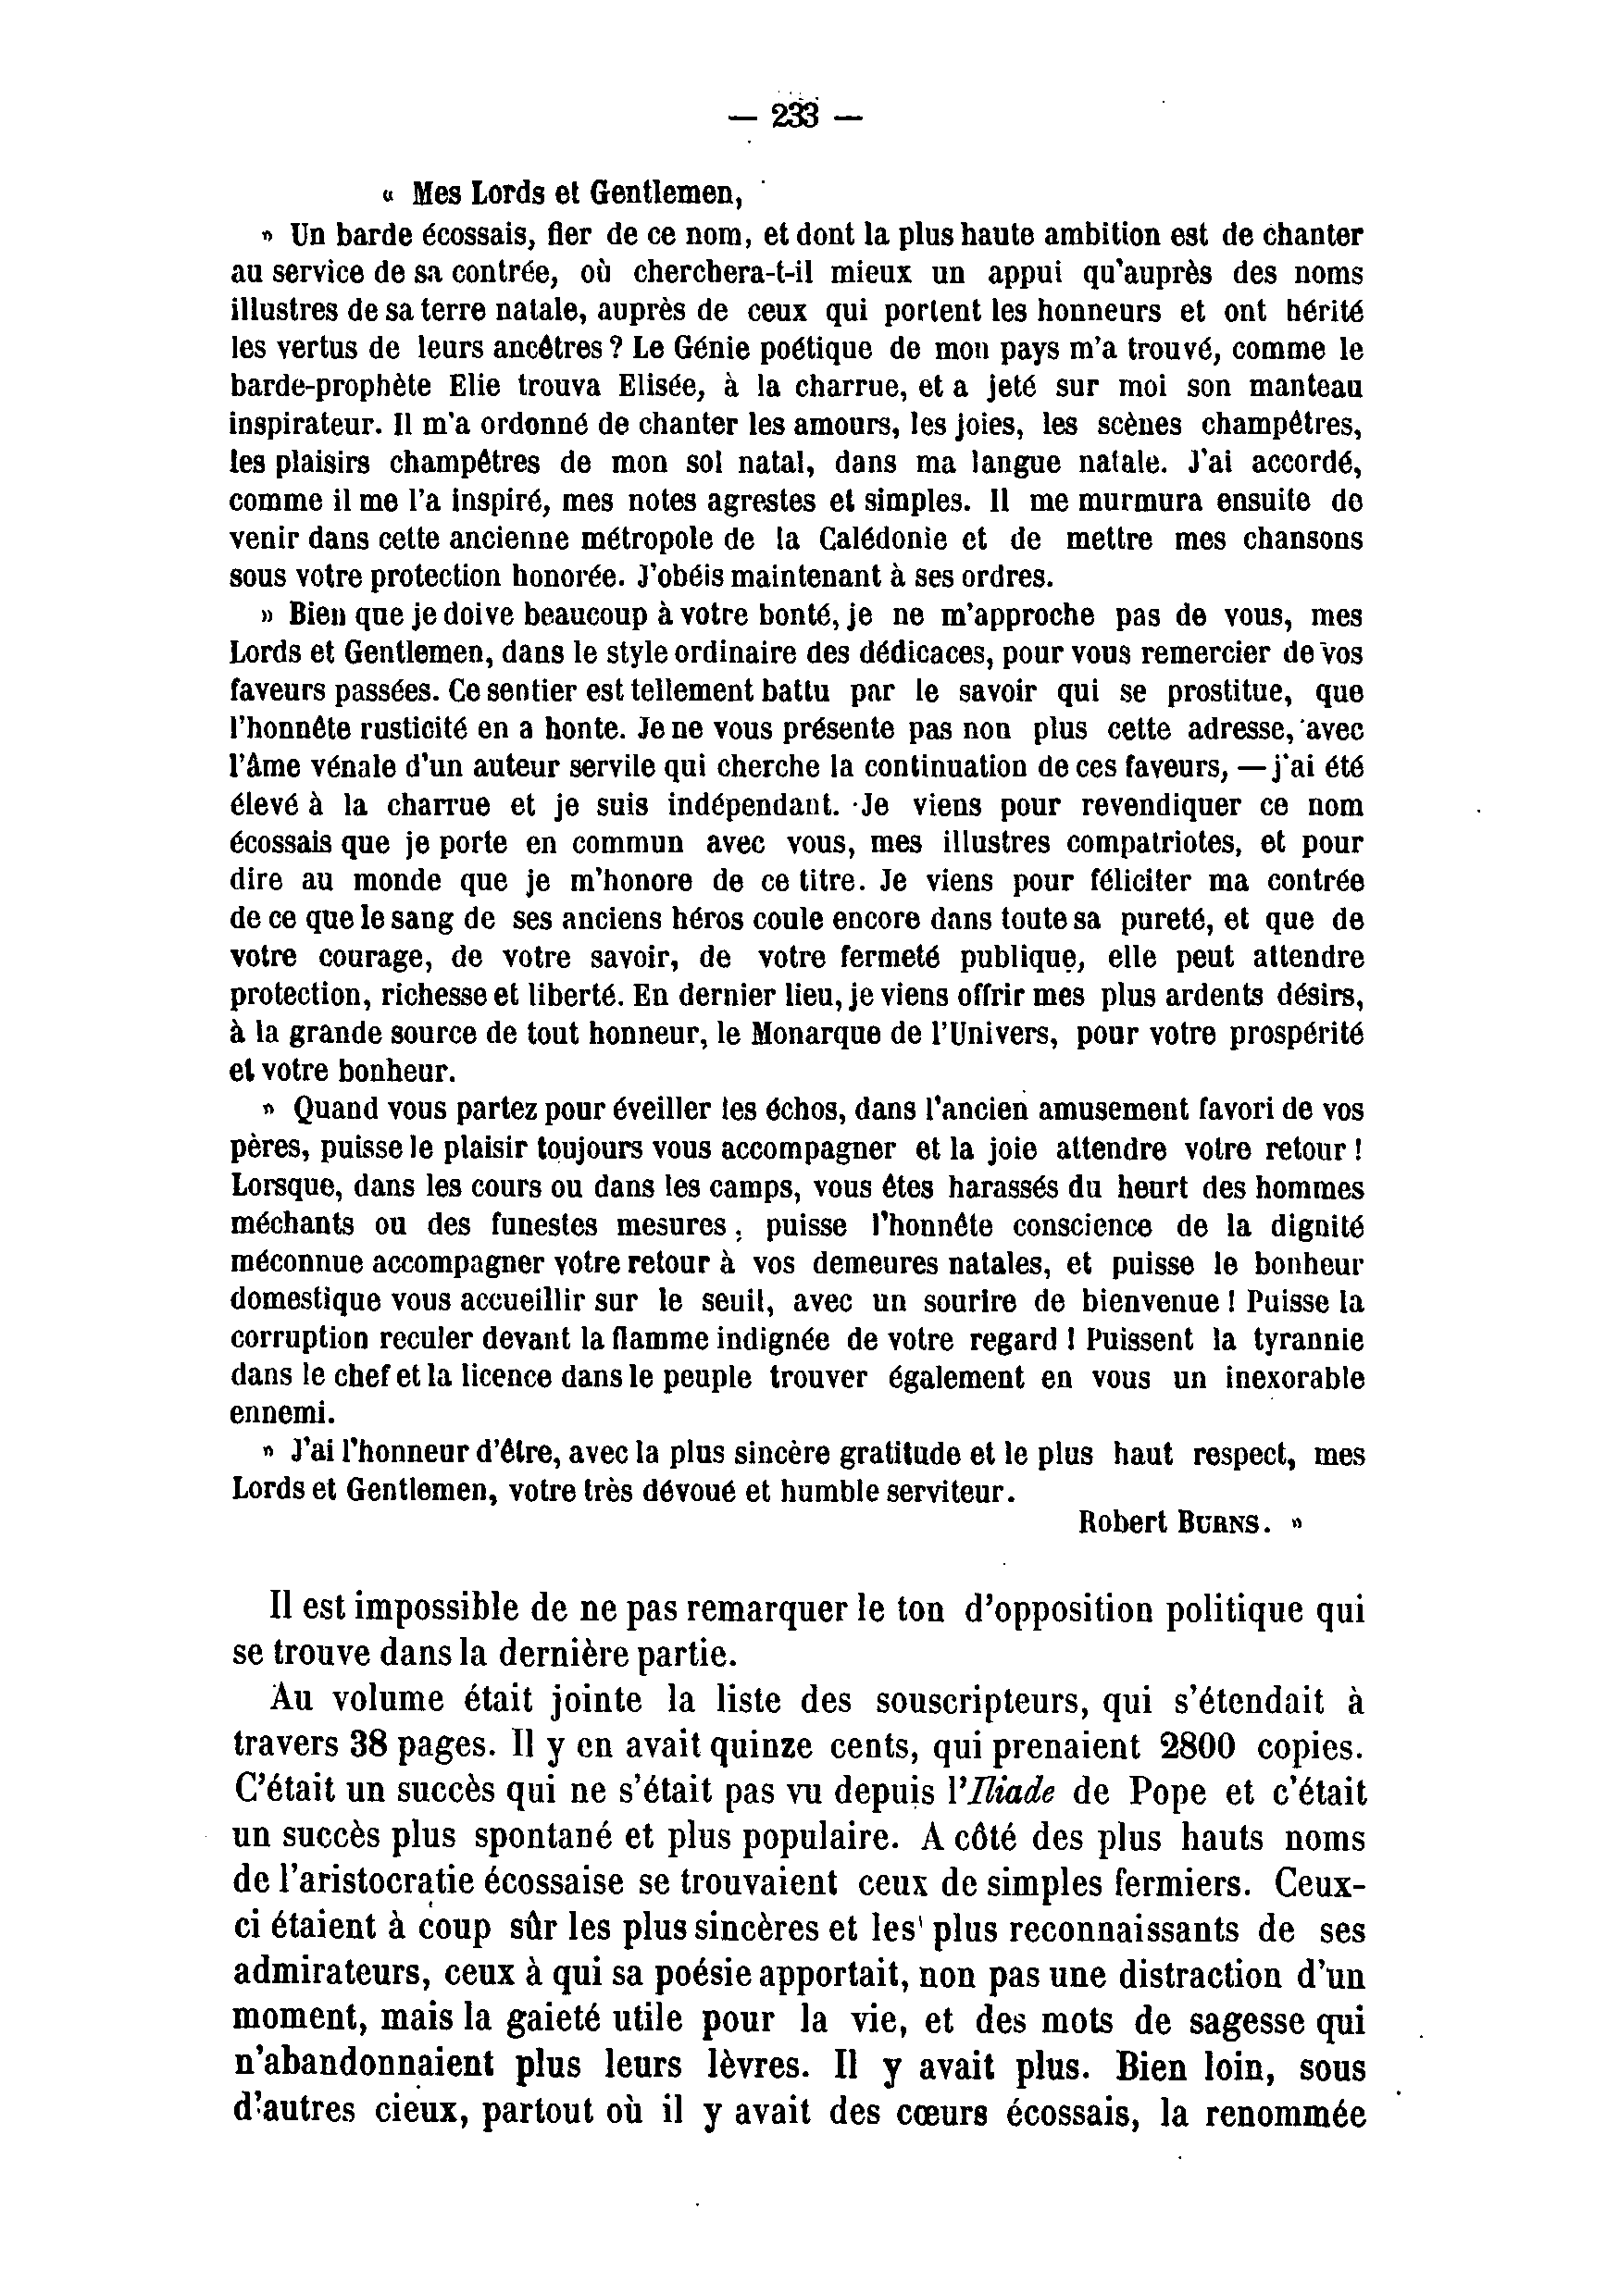 — 233 —
« Mes Lords et Gentlemen,
» Un barde écossais, fier de ce nom, et dont la plus haute ambition est de chanter
au service de sa contrée, où cherchera-t-il mieux un appui qu'auprès des noms
illustres de sa terre natale, auprès de ceux qui portent les honneurs et ont hérité
les vertus de leurs ancêtres ? Le Génie poétique de mon pays m'a trouvé, comme le
barde-prophète Elie trouva Elisée, à la charrue, et a jeté sur moi son manteau
inspirateur. Il m'a ordonné de chanter les amours, les joies, les scènes champêtres,
les plaisirs champêtres de mon sol natal, dans ma langue natale. J'ai accordé,
comme il me l'a inspiré, mes notes agrestes et simples. Il me murmura ensuite de
venir dans cette ancienne métropole de la Calédonie et de mettre mes chansons
sous votre protection honorée. J'obéis maintenant à ses ordres.
» Bien que je doive beaucoup à votre bonté, je ne m'approche pas de vous, mes
Lords et Gentlemen, dans le style ordinaire des dédicaces, pour vous remercier de vos
faveurs passées. Ce sentier est tellement battu par le savoir qui se prostitue, que
l'honnête rusticité en a honte. Je ne vous présente pas non plus cette adresse, avec
l'âme vénale d'un auteur servile qui cherche la continuation de ces faveurs, — j'ai été
élevé à la charrue et je suis indépendant. Je viens pour revendiquer ce nom
écossais que je porte en commun avec vous, mes illustres compatriotes, et pour
dire au monde que je m'honore de ce titre. Je viens pour féliciter ma contrée
de ce que le sang de ses anciens héros coule encore dans toute sa pureté, et que de
votre courage, de votre savoir, de votre fermeté publique, elle peut attendre
protection, richesse et liberté. En dernier lieu, je viens offrir mes plus ardents désirs,
à la grande source de tout honneur, le Monarque de l'Univers, pour votre prospérité
et votre bonheur.
» Quand vous partez pour éveiller les échos, dans l'ancien amusement favori de vos
pères, puisse le plaisir toujours vous accompagner et la joie attendre votre retour !
Lorsque, dans les cours ou dans les camps, vous êtes harassés du heurt des hommes
méchants ou des funestes mesures, puisse l'honnête conscience de la dignité
méconnue accompagner votre retour à vos demeures natales, et puisse le bonheur
domestique vous accueillir sur le seuil, avec un sourire de bienvenue ! Puisse la
corruption reculer devant la flamme indignée de votre regard ! Puissent la tyrannie
dans le chef et la licence dans le peuple trouver également en vous un inexorable
ennemi.
» J'ai l'honneur d'être, avec la plus sincère gratitude et le plus haut respect, mes
Lords et Gentlemen, votre très dévoué et humble serviteur.
Robert BURNS. »
Il est impossible de ne pas remarquer le ton d'opposition politique qui
se trouve dans la dernière partie.
Au volume était jointe la liste des souscripteurs, qui s'étendait à
travers 38 pages. Il y en avait quinze cents, qui prenaient 2800 copies.
C'était un succès qui ne s'était pas vu depuis l'Iliade de Pope et c'était
un succès plus spontané et plus populaire. A côté des plus hauts noms
de l'aristocratie écossaise se trouvaient ceux de simples fermiers. Ceux-
ci étaient à coup sûr les plus sincères et les plus reconnaissants de ses
admirateurs, ceux à qui sa poésie apportait, non pas une distraction d'un
moment, mais la gaieté utile pour la vie, et des mots de sagesse qui
n'abandonnaient plus leurs lèvres. Il y avait plus. Bien loin, sous
d'autres cieux, partout où il y avait des cœurs écossais, la renommée